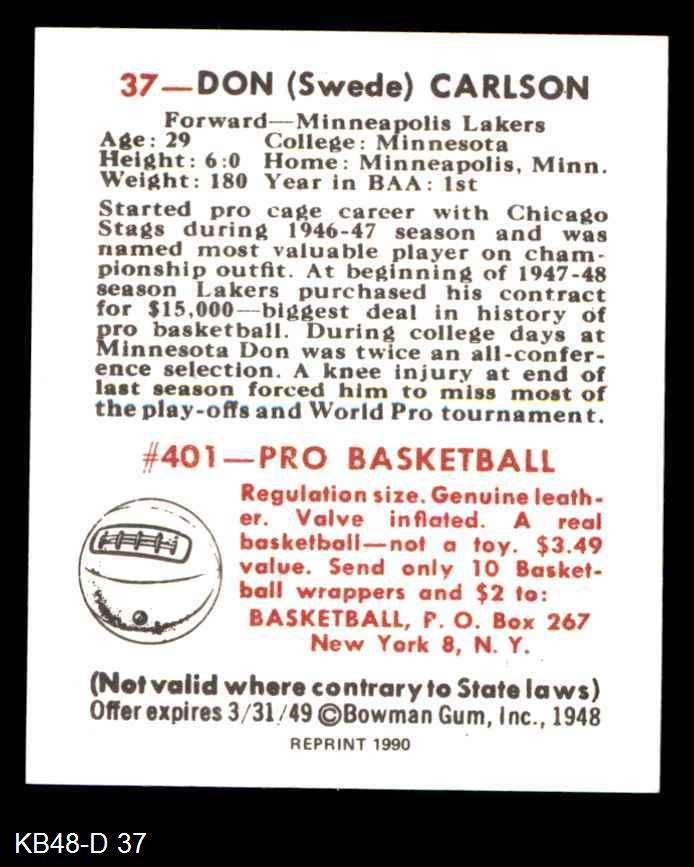 37—DON (Swede) CARLSON
Forward—Minneapolis Lakers
Age: 29 College: Minnesota
Height: 6:0 Home: Minneapolis, Minn.
Weight: 180 Year in BAA: 1st
Started pro cage career with Chicago
Stags during 1946-47 season and was
named most valuable player on cham-
pionship outfit. At beginning of 1947-48
season Lakers purchased his contract
for $15,000—biggest deal in history of
pro basketball. During college days at
Minnesota Don was twice an all-confer-
ence selection. A knee injury at end of
last season forced him to miss most of
the play-offs and World Pro tournament.
#401—PRO BASKETBALL
Regulation size. Genuine leath-
er. Valve inflated. A real
basketball—not a toy. $3.49
value. Send only 10 Basket-
ball wrappers and $2 to:
BASKETBALL, P. O. Box 267
New York 8, N. Y.
(Not valid where contrary to State laws)
Offer expires 3/31/49 ©Bowman Gum, Inc., 1948
REPRINT 1990
KB48-D 37